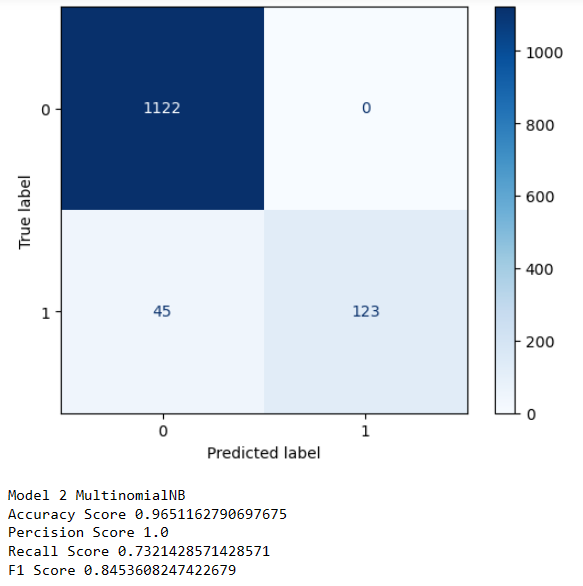 1000
0
1122
0
800
600
True label
400
1
45
123
200
0
0
1
Predicted label
Model 2 MultinomialNB
Accuracy Score 0.9651162790697675
Percision Score 1.0
Recall Score 0.7321428571428571
F1 Score 0.8453608247422679